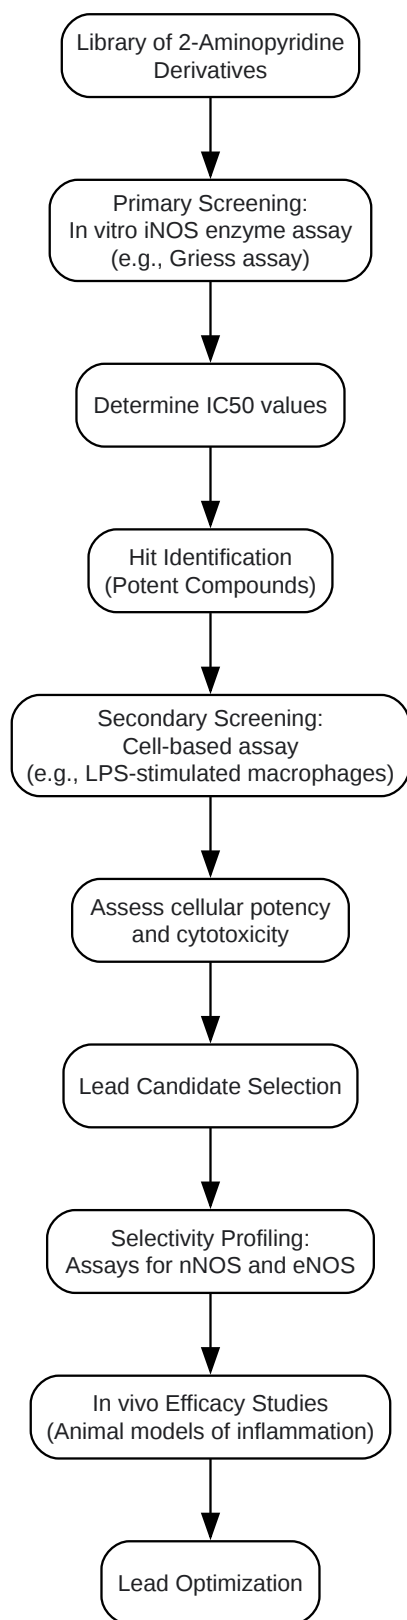 Library of 2-Aminopyridine
Derivatives
Primary Screening:
In vitro iNOS enzyme assay
(e.g., Griess assay)
Determine IC50 values
Hit Identification
(Potent Compounds)
Secondary Screening:
Cell-based assay
(e.g., LPS-stimulated macrophages)
Assess cellular potency
and cytotoxicity
Lead Candidate Selection
Selectivity Profiling:
Assays for nNOS and eNOS
In vivo Efficacy Studies
(Animal models of inflammation)
Lead Optimization